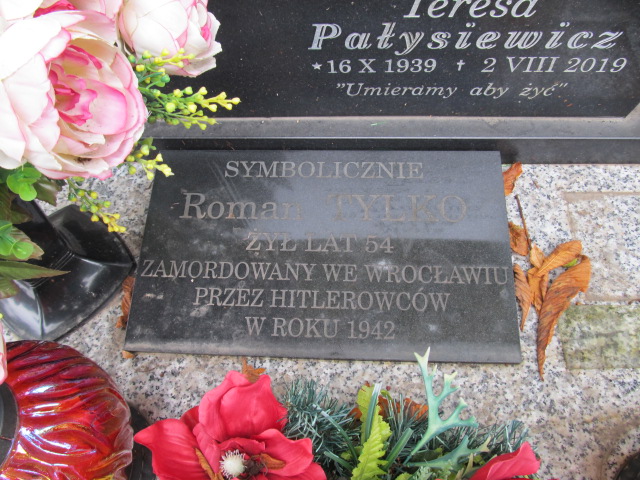 Teresa
Pałysiewicz
* 16 X 1939 + 2 VIII 2019
"Umieramy aby żyć"
SYMBOLICZNIE
Roman TYLKO
ŻYŁ LAT 54
ZAMORDOWANY WE WROCŁAWIU
PRZEZ HITLEROWCÓW
W ROKU 1942